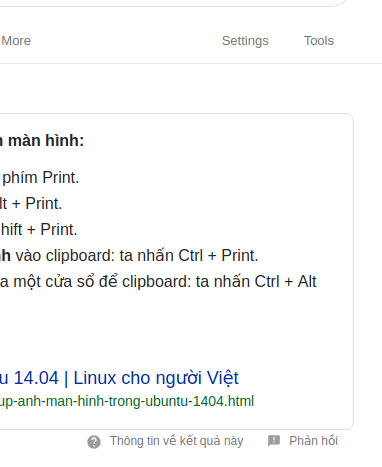 More Settings Tools
màn hình:
phím Print.
lt + Print.
hift + Print.
nh vào clipboard: ta nhấn Ctrl + Print.
a một cửa sổ để clipboard: ta nhấn Ctrl + Alt
u 14.04 | Linux cho người Việt
up-anh-man-hinh-trong-ubuntu-1404.html
Thông tin về kết quả này Phản hồi